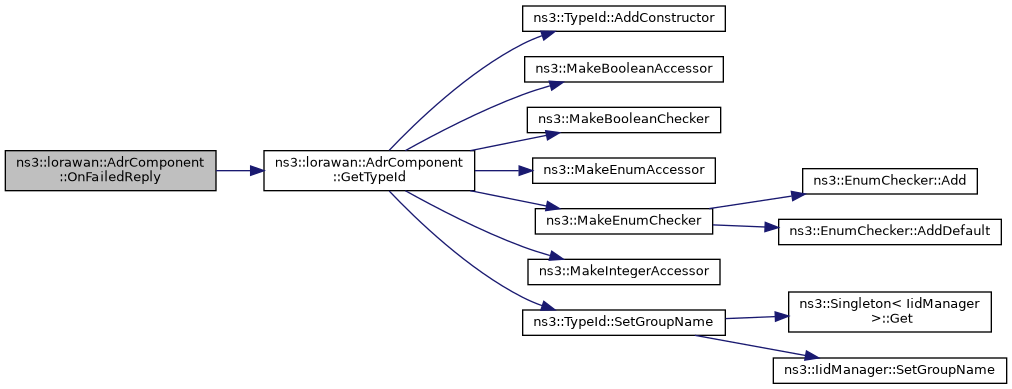 ns3::lorawan::AdrComponent
::OnFailedReply
ns3::lorawan::AdrComponent
::GetTypeId
ns3::TypeId::AddConstructor
ns3::MakeBooleanAccessor
ns3::MakeBooleanChecker
ns3::MakeEnumAccessor
ns3::MakeEnumChecker
ns3::EnumChecker::Add
ns3::EnumChecker::AddDefault
ns3::MakeIntegerAccessor
ns3::TypeId::SetGroupName
ns3::Singleton< IidManager
>::Get
ns3::IidManager::SetGroupName